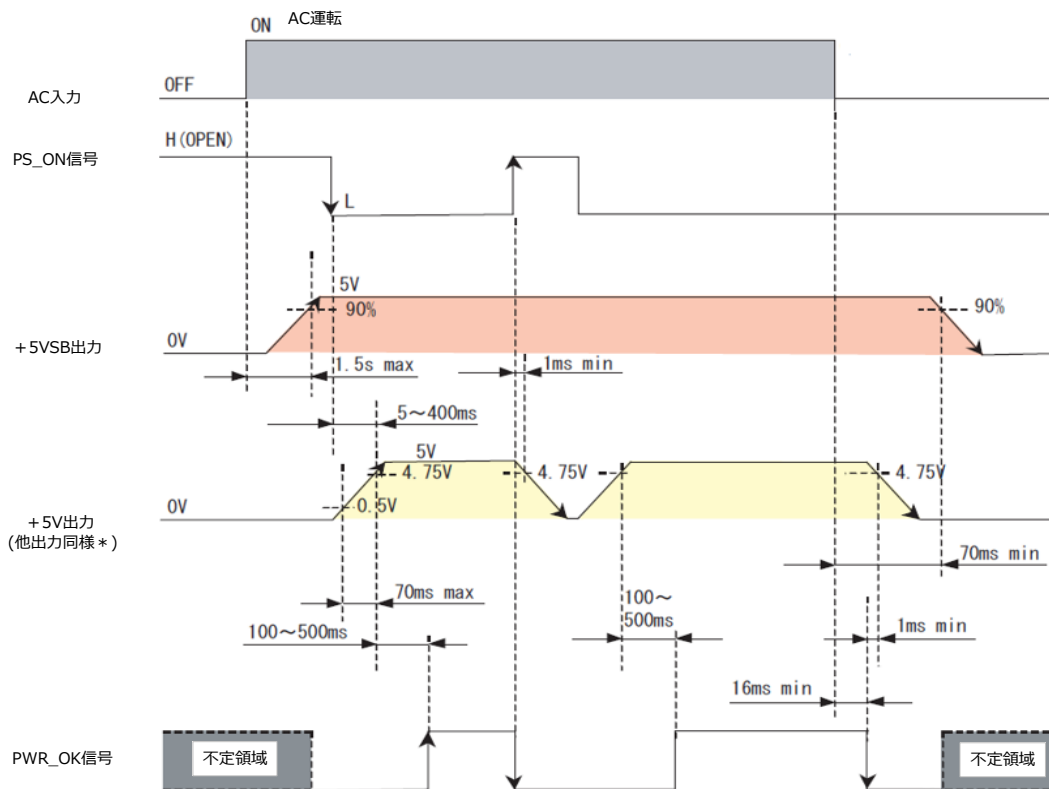 ON AC運転
OFF
AC入力
H(OPEN)
PS_ON信号
L
5V
90%
90%
0V
+5VSB出力
1.5s max
1ms min
5～400ms
5V
4.75V
4.75V
4.75V
0.5V
0V
+5V出力
(他出力同様*)
70ms min
70ms max
100～
500ms
100～500ms
1ms min
16ms min
PWR_OK信号
不定領域
不定領域